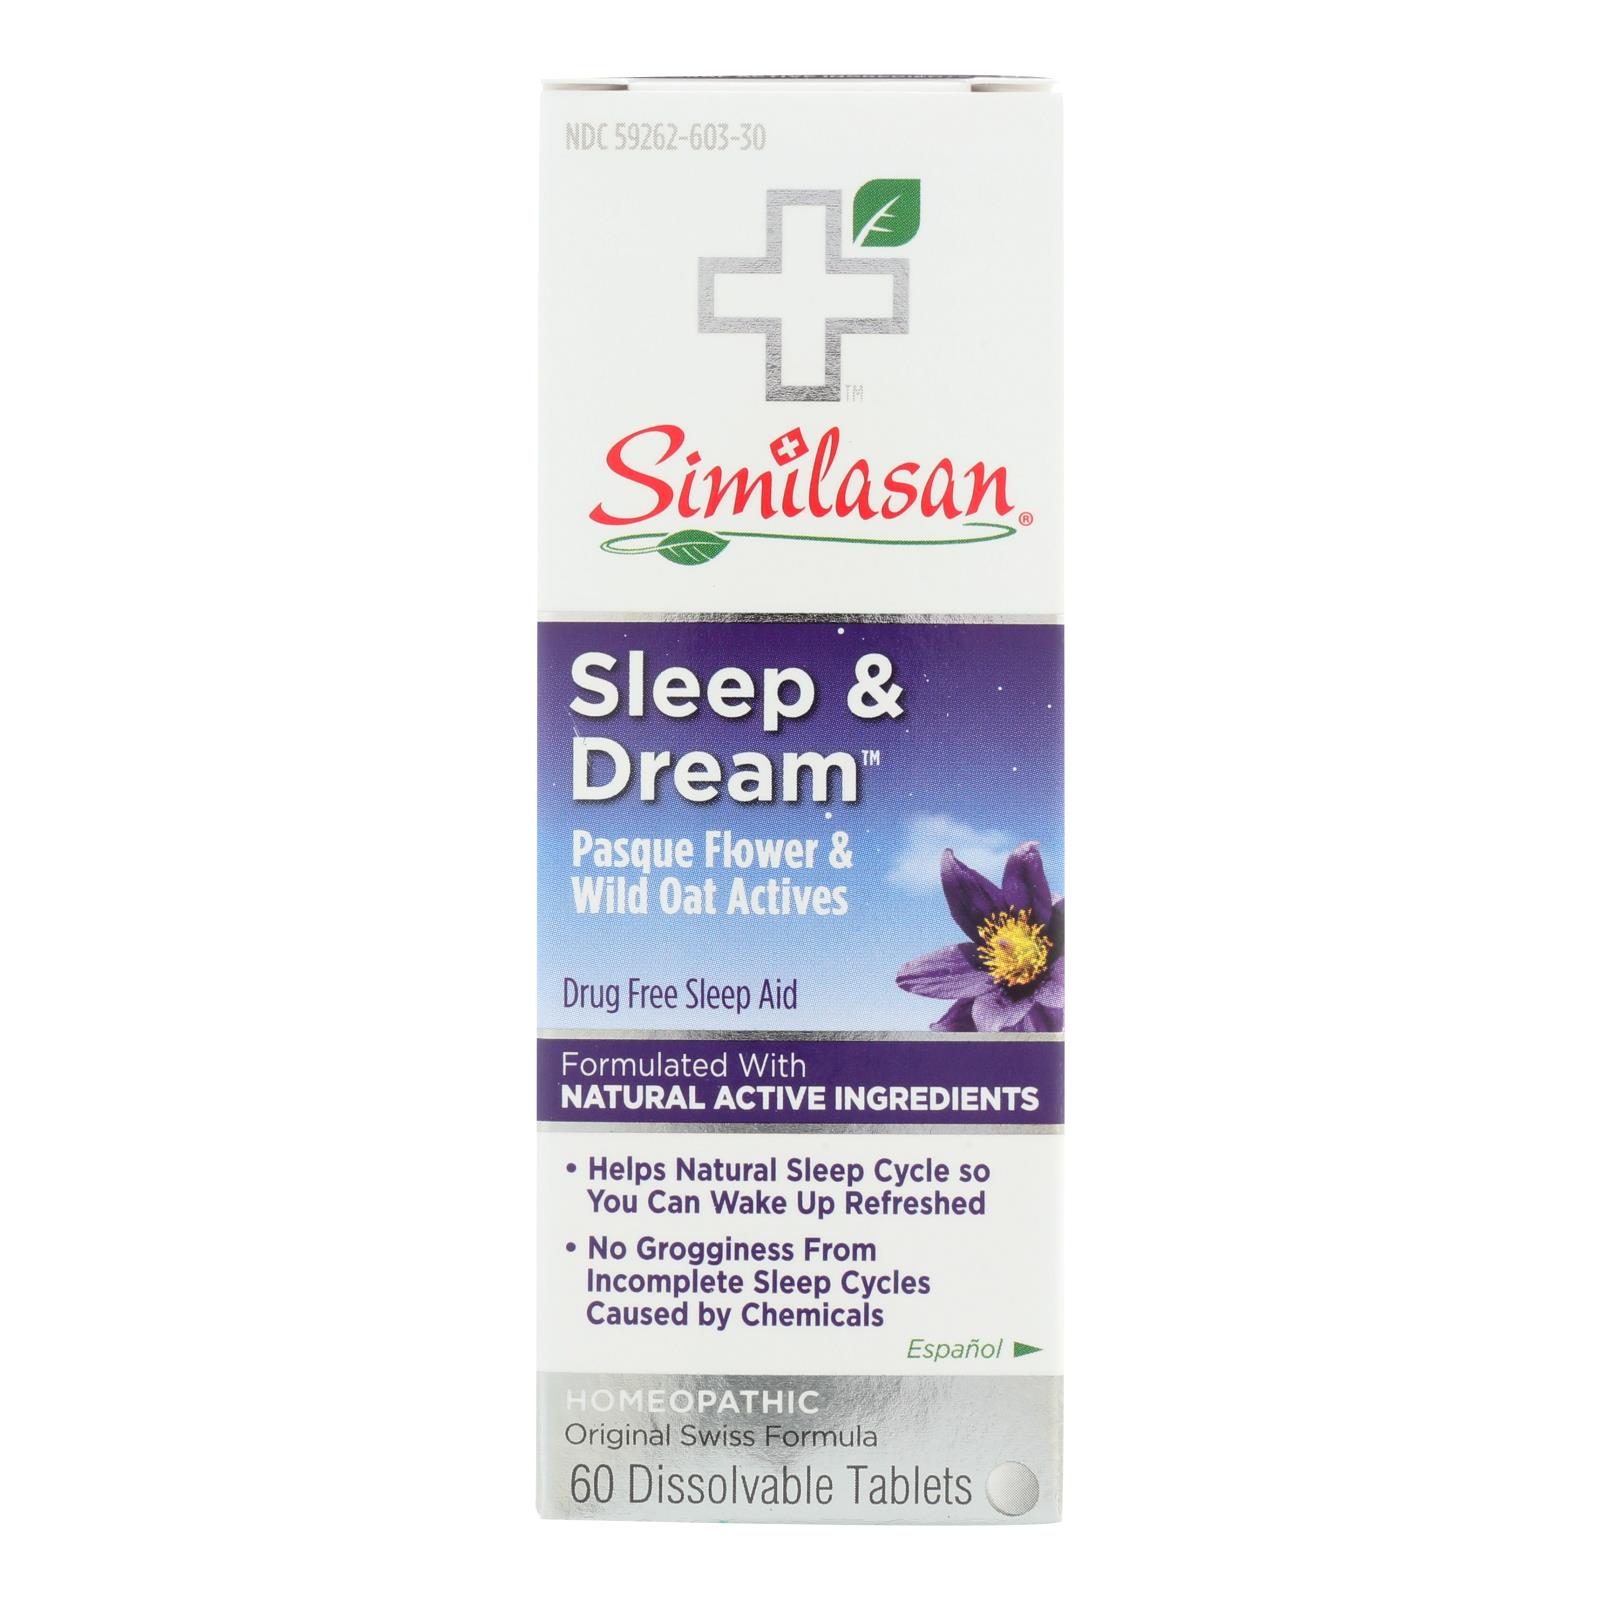 NDC 59262-603-30
TM
Similasan®
Sleep &
Dream™
Pasque Flower &
Wild Oat Actives
Drug Free Sleep Aid
Formulated With
NATURAL ACTIVE INGREDIENTS
• Helps Natural Sleep Cycle so
You Can Wake Up Refreshed
• No Grogginess From
Incomplete Sleep Cycles
Caused by Chemicals
Español
HOMEOPATHIC
Original Swiss Formula
60 Dissolvable Tablets